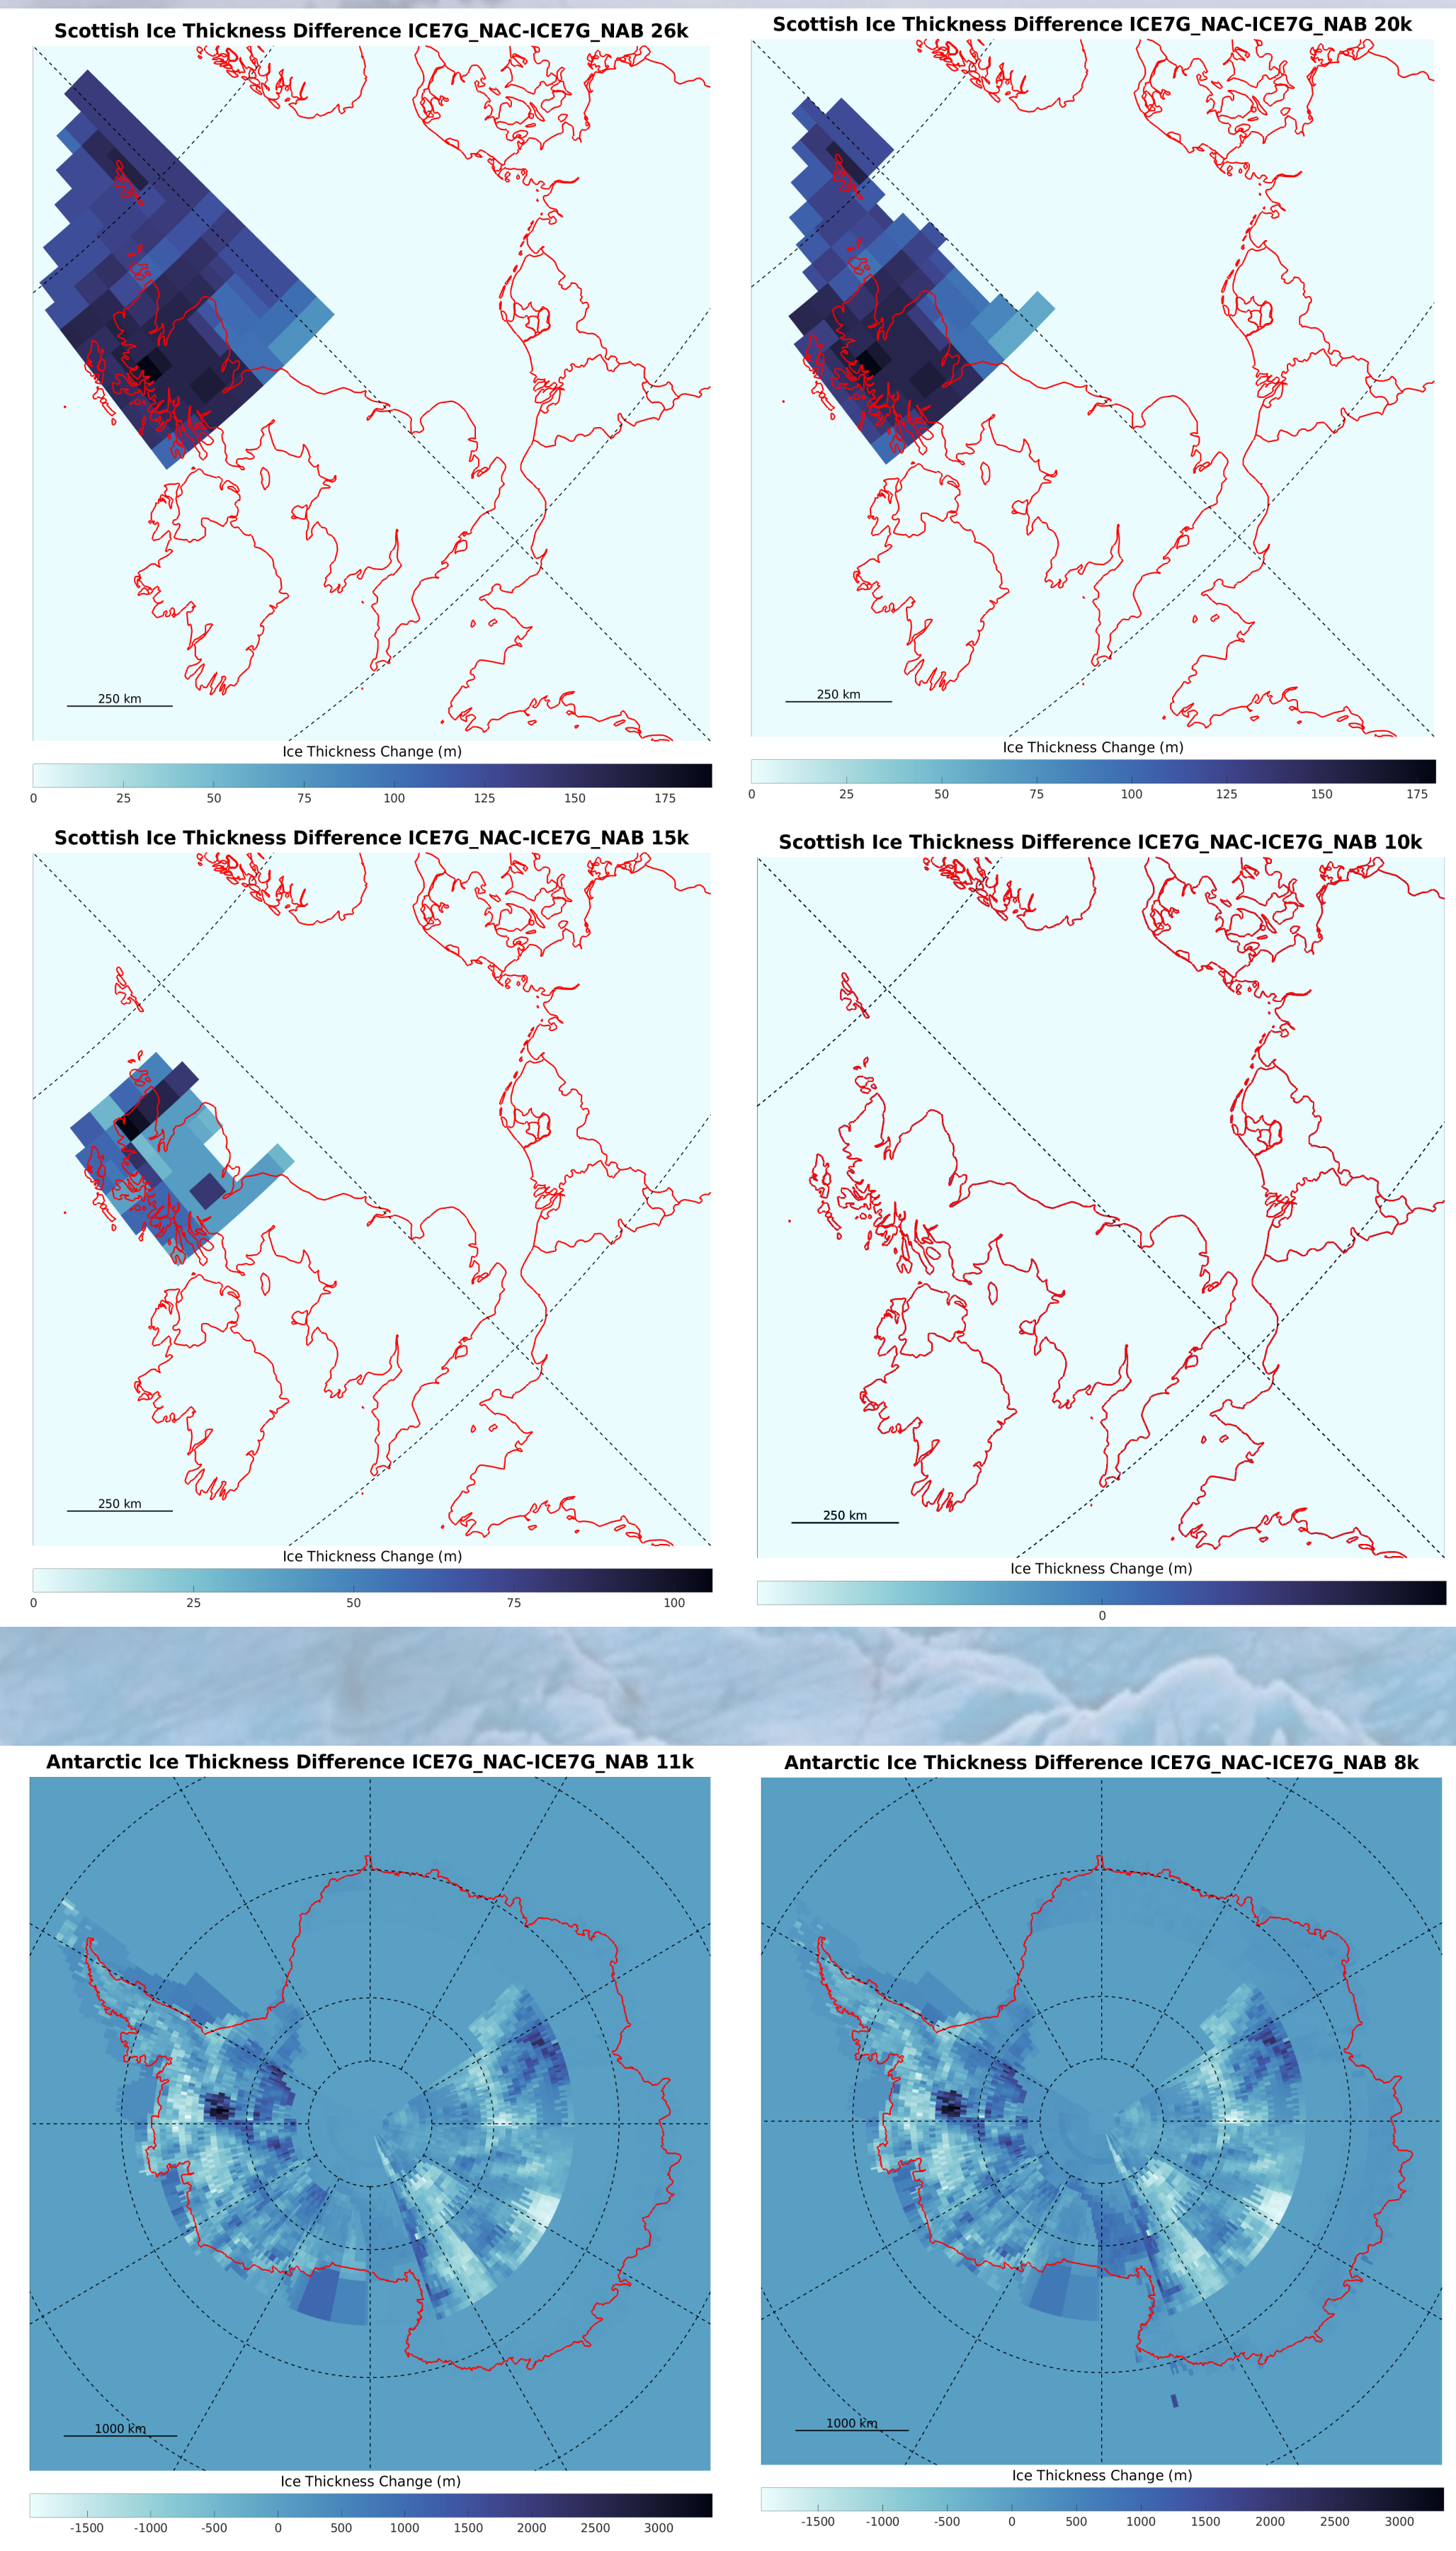 Scottish Ice Thickness Difference ICE7G_NAC-ICE7G_NAB 26k
250 km
Ice Thickness Change (m)
0 25 50 75 100 125 150 175
Scottish Ice Thickness Difference ICE7G_NAC-ICE7G_NAB 20k
250 km
Ice Thickness Change (m)
0 25 50 75 100 125 150 175
Scottish Ice Thickness Difference ICE7G_NAC-ICE7G_NAB 15k
250 km
Ice Thickness Change (m)
0 25 50 75 100
Scottish Ice Thickness Difference ICE7G_NAC-ICE7G_NAB 10k
250 km
Ice Thickness Change (m)
0
Antarctic Ice Thickness Difference ICE7G_NAC-ICE7G_NAB 11k
1000 km
Ice Thickness Change (m)
-1500 -1000 -500 0 500 1000 1500 2000 2500 3000
Antarctic Ice Thickness Difference ICE7G_NAC-ICE7G_NAB 8k
1000 km
Ice Thickness Change (m)
-1500 -1000 -500 0 500 1000 1500 2000 2500 3000